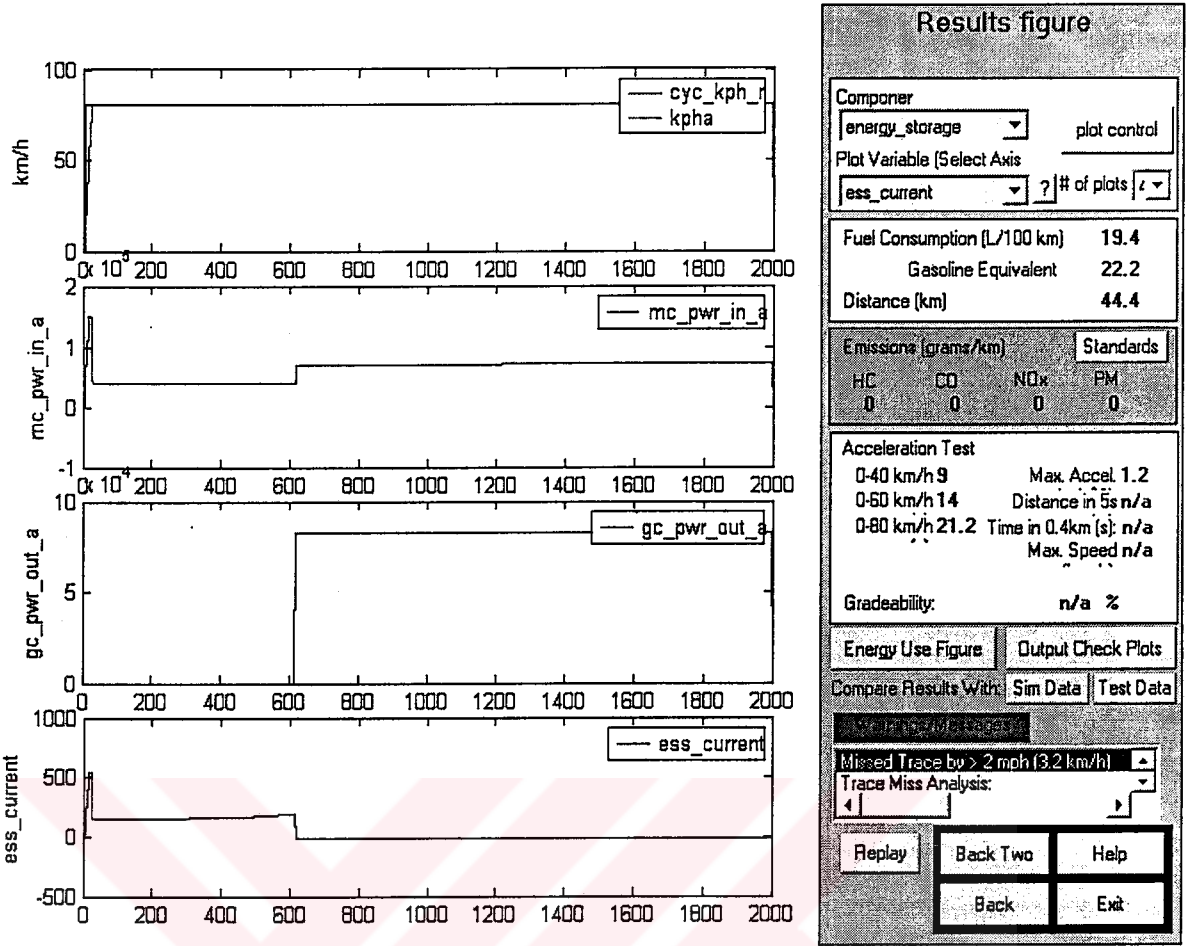 100
50
0
km/h
cyc_kph_r
kpha
0 200 400 600 800 1000 1200 1400 1600 1800 2000
x 10
2
1
0
-1
mc_pwr_in_a
mc_pwr_in_a
0 200 400 600 800 1000 1200 1400 1600 1800 2000
x 10
10
5
0
gc_pwr_out_a
gc_pwr_out_a
0 200 400 600 800 1000 1200 1400 1600 1800 2000
1000
500
0
-500
ess_current
ess_current
0 200 400 600 800 1000 1200 1400 1600 1800 2000
Results figure
Componer
energy_storage
plot control
Plot Variable (Select Axis
ess_current ? # of plots
Fuel Consumption (L/100 km) 19.4
Gasoline Equivalent 22.2
Distance (km) 44.4
Emissions (grams/km) Standards
HC CO NOx PM
0 0 0 0
Acceleration Test
0-40 km/h 9 Max. Accel. 1.2
0-60 km/h 14 Distance in 5s n/a
0-80 km/h 21.2 Time in 0.4km (s): n/a
Max. Speed n/a
Gradeability: n/a %
Energy Use Figure Output Check Plots
Compare Results With: Sim Data Test Data
Warnings/Messages
Missed Trace by > 2 mph (3.2 km/h)
Trace Miss Analysis:
Replay Back Two Help
Back Exit